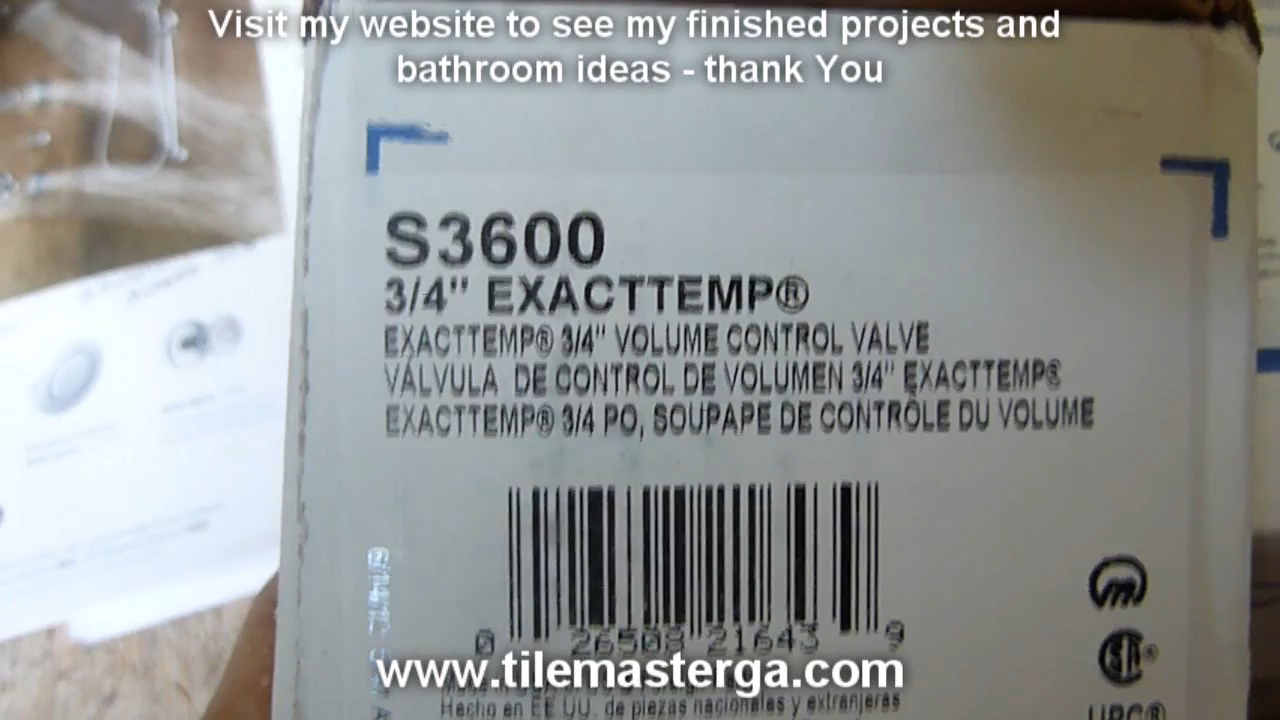 Visit my website to see my finished projects and
bathroom ideas - thank You
S3600
3/4" EXACTTEMP®
EXACTTEMP® 3/4" VOLUME CONTROL VALVE
VÁLVULA DE CONTROL DE VOLUMEN 3/4" EXACTTEMP®
EXACTTEMP® 3/4 PO, SOUPAPE DE CONTRÔLE DU VOLUME
0 26508 21643 9
www.tilemasterga.com
Hecho en EE.UU. de piezas nacionales y extranjeras
UPC®